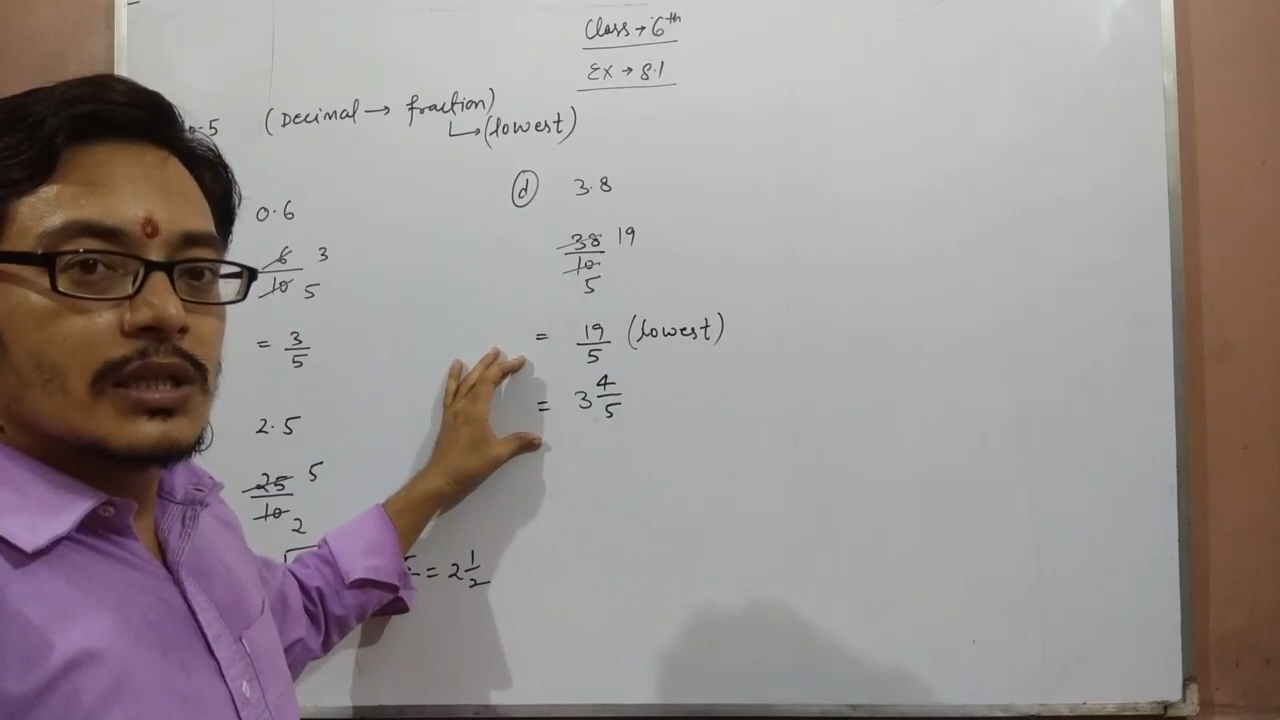 Class → 6th
Ex → 8.1
-5 (Decimal → fraction)
↳ (lowest)
0.6
6/10 3 5
= 3/5
2.5
25/10 5 2
= 2 1/2
(d) 3.8
38/10 19 5
= 19/5 (lowest)
= 3 4/5